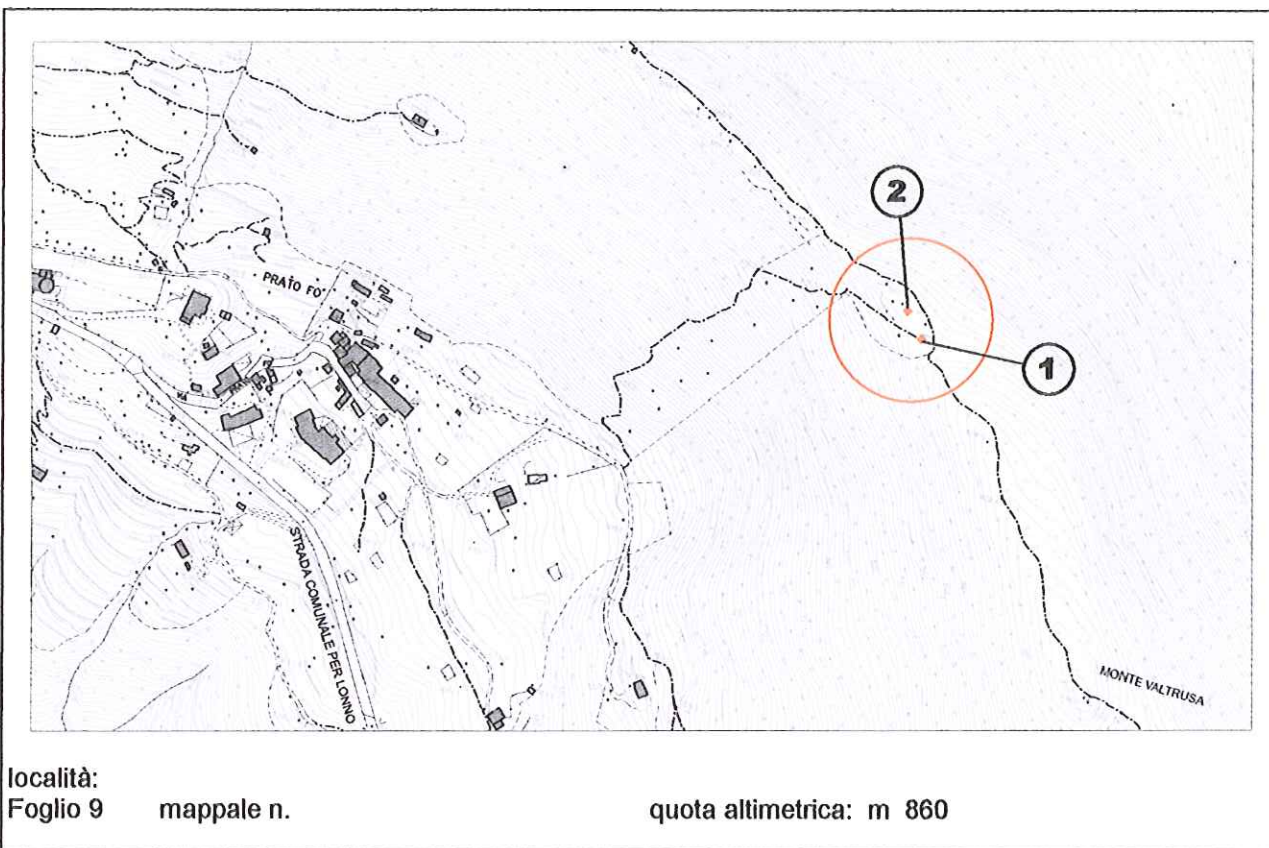 2
PRATO FO'
1
STRADA COMUNALE PER LONNO
MONTE VALTRUSA
località:
Foglio 9 mappale n. quota altimetrica: m 860